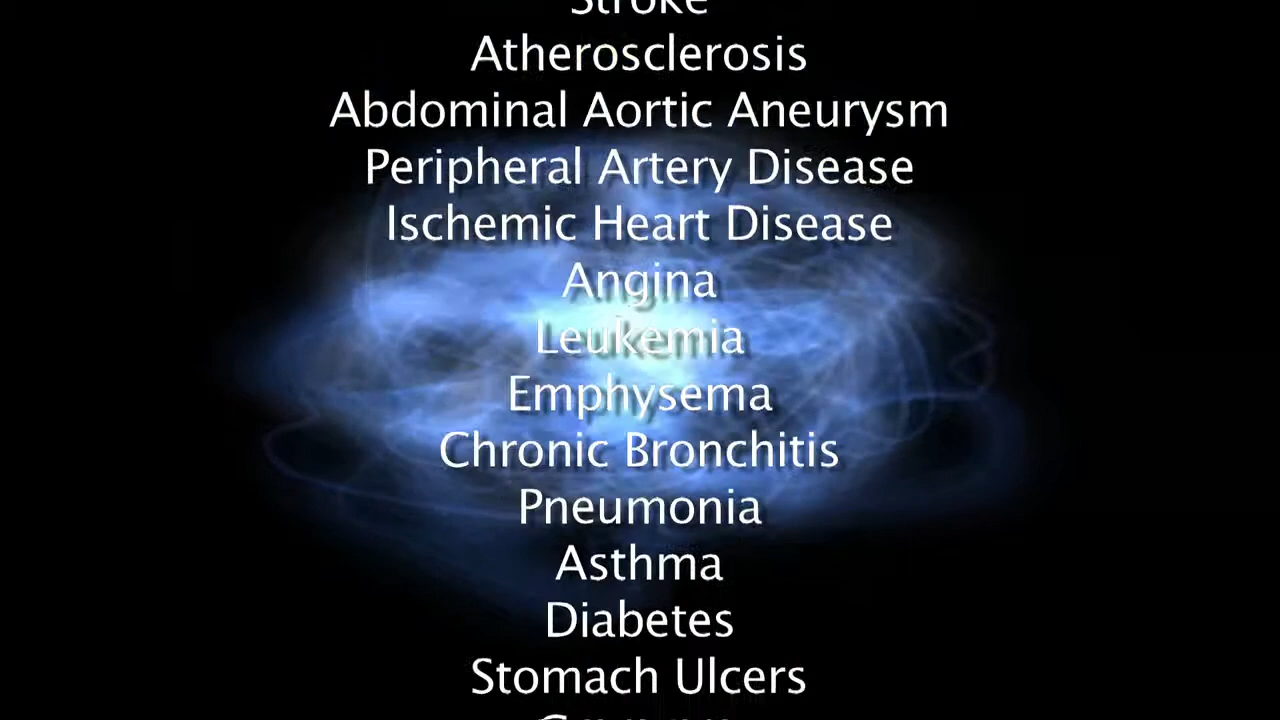 Stroke
Atherosclerosis
Abdominal Aortic Aneurysm
Peripheral Artery Disease
Ischemic Heart Disease
Angina
Leukemia
Emphysema
Chronic Bronchitis
Pneumonia
Asthma
Diabetes
Stomach Ulcers